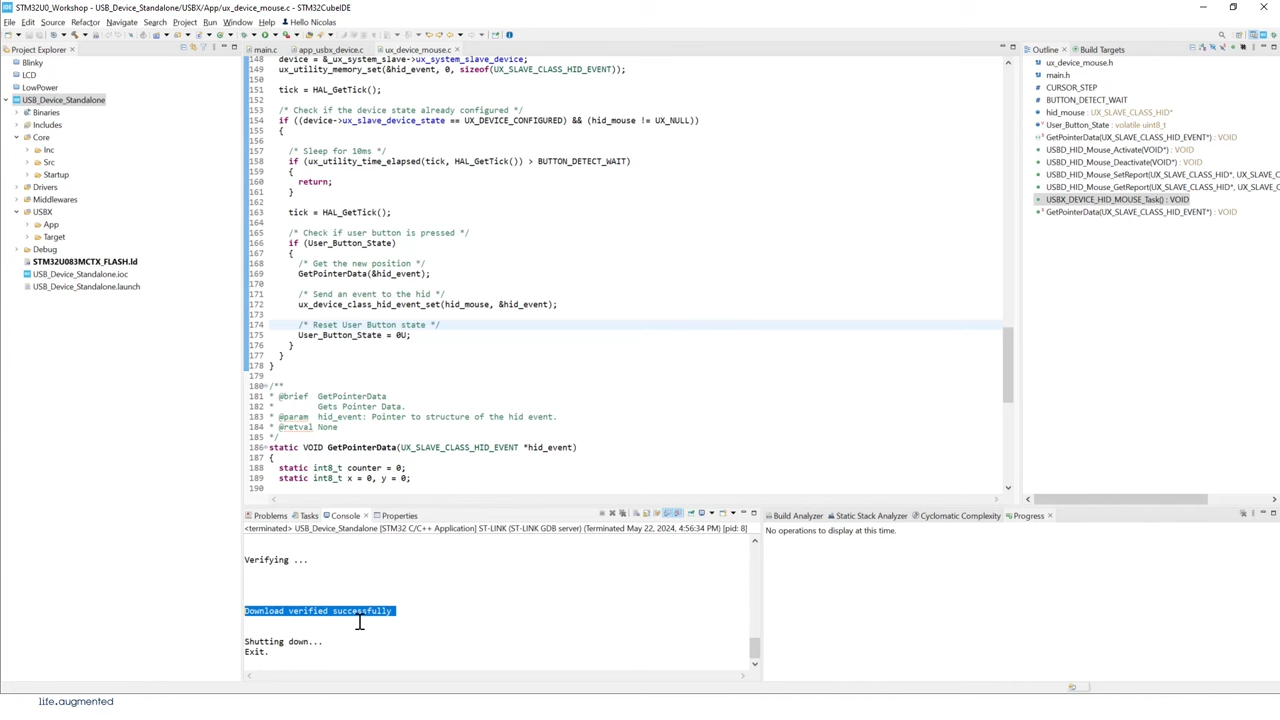 STM32U0_Workshop - USB_Device_Standalone/USBX/App/ux_device_mouse.c - STM32CubeIDE
File Edit Source Refactor Navigate Search Project Run Window Help Hello Nicolas
Project Explorer
main.c app_usbx_device.c ux_device_mouse.c
Outline Build Targets
Blinky
LCD
LowPower
USB_Device_Standalone
Binaries
Includes
Core
Inc
Src
Startup
Drivers
Middlewares
USBX
App
Target
Debug
STM32U083MCTX_FLASH.ld
USB_Device_Standalone.ioc
USB_Device_Standalone.launch
148 device = &_ux_system_slave->ux_system_slave_device;
149 ux_utility_memory_set(&hid_event, 0, sizeof(UX_SLAVE_CLASS_HID_EVENT));
150
151 tick = HAL_GetTick();
152
153 /* Check if the device state already configured */
154 if ((device->ux_slave_device_state == UX_DEVICE_CONFIGURED) && (hid_mouse != UX_NULL))
155 {
156
157 /* Sleep for 10ms */
158 if (ux_utility_time_elapsed(tick, HAL_GetTick()) > BUTTON_DETECT_WAIT)
159 {
160 return;
161 }
162
163 tick = HAL_GetTick();
164
165 /* Check if user button is pressed */
166 if (User_Button_State)
167 {
168 /* Get the new position */
169 GetPointerData(&hid_event);
170
171 /* Send an event to the hid */
172 ux_device_class_hid_event_set(hid_mouse, &hid_event);
173
174 /* Reset User Button state */
175 User_Button_State = 0U;
176 }
177 }
178 }
179
180 /**
181 * @brief GetPointerData
182 * Gets Pointer Data.
183 * @param hid_event: Pointer to structure of the hid event.
184 * @retval None
185 */
186 static VOID GetPointerData(UX_SLAVE_CLASS_HID_EVENT *hid_event)
187 {
188 static int8_t counter = 0;
189 static int8_t x = 0, y = 0;
190
ux_device_mouse.h
main.h
CURSOR_STEP
BUTTON_DETECT_WAIT
hid_mouse : UX_SLAVE_CLASS_HID*
User_Button_State : volatile uint8_t
GetPointerData(UX_SLAVE_CLASS_HID_EVENT*) : VOID
USBD_HID_Mouse_Activate(VOID*) : VOID
USBD_HID_Mouse_Deactivate(VOID*) : VOID
USBD_HID_Mouse_SetReport(UX_SLAVE_CLASS_HID*, UX_SLAVE_CLAS
USBD_HID_Mouse_GetReport(UX_SLAVE_CLASS_HID*, UX_SLAVE_CLAS
USBX_DEVICE_HID_MOUSE_Task() : VOID
GetPointerData(UX_SLAVE_CLASS_HID_EVENT*) : VOID
Problems Tasks Console Properties
<terminated> USB_Device_Standalone [STM32 C/C++ Application] ST-LINK (ST-LINK GDB server) (Terminated May 22, 2024, 4:56:34 PM) [pid: 8]
Verifying ...
Download verified successfully
Shutting down...
Exit.
Build Analyzer Static Stack Analyzer Cyclomatic Complexity Progress
No operations to display at this time.
life.augmented